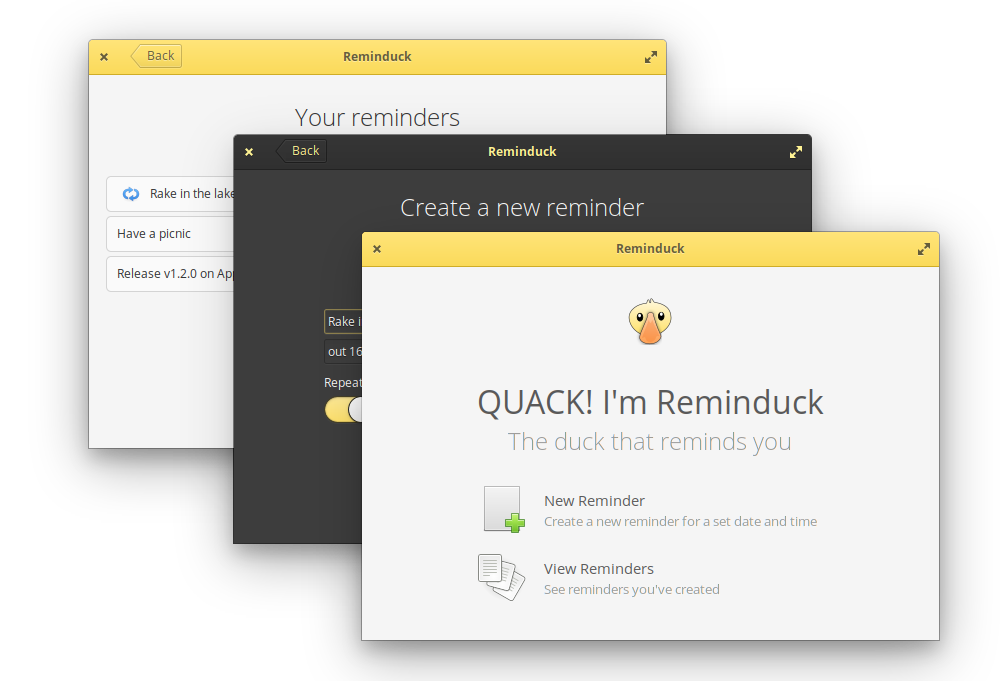 Back
Reminduck
Your reminders
Rake in the lake
Have a picnic
Release v1.2.0 on
Back
Reminduck
Create a new reminder
Rake
out 16
Repeat
Reminduck
QUACK! I'm Reminduck
The duck that reminds you
New Reminder
Create a new reminder for a set date and time
View Reminders
See reminders you've created